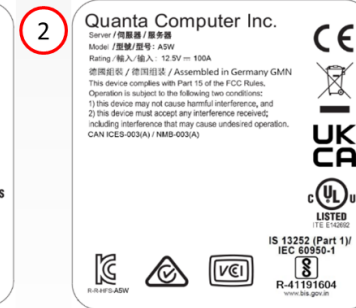 2
Quanta Computer Inc.
Server / 伺服器 / 服务器
Model / 型號 / 型号: A5W
Rating / 輸入 / 输入: 12.5V ⎓ 100A
德國組裝 / 德国组装 / Assembled in Germany GMN
This device complies with Part 15 of the FCC Rules,
Operation is subject to the following two conditions:
1) this device may not cause harmful interference, and
2) this device must accept any interference received;
including interference that may cause undesired operation.
CAN ICES-003(A) / NMB-003(A)
CE
UK
CA
C UL US
LISTED
ITE E142692
IS 13252 (Part 1)/
IEC 60950-1
R-41191604
www.bis.gov.in
R-R-HFS-A5W
VCI